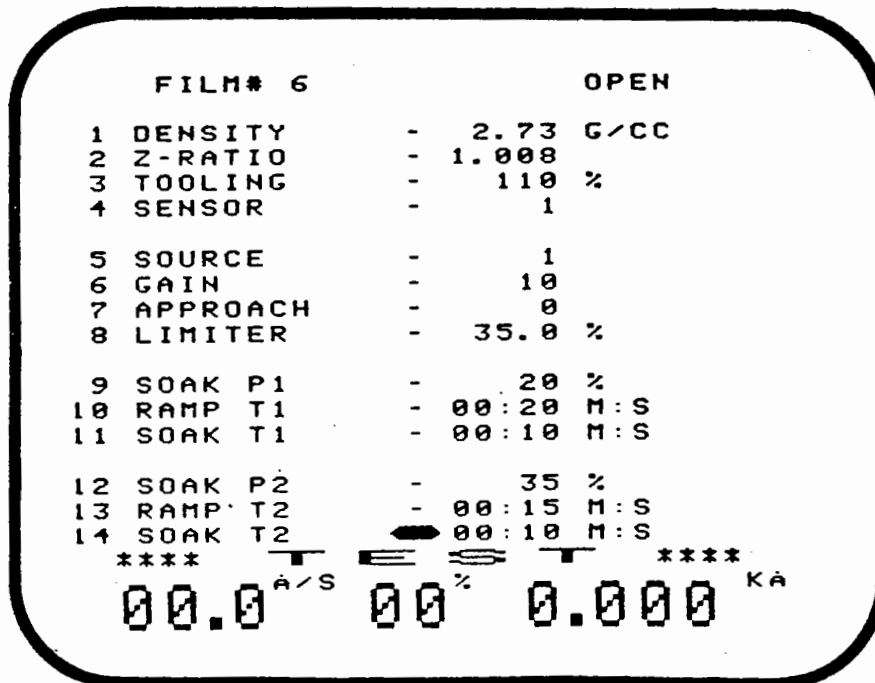 FILM# 6 OPEN
1 DENSITY - 2.73 G/CC
2 Z-RATIO - 1.008
3 TOOLING - 110 %
4 SENSOR - 1
5 SOURCE - 1
6 GAIN - 10
7 APPROACH - 0
8 LIMITER - 35.0 %
9 SOAK P1 - 20 %
10 RAMP T1 - 00:20 M:S
11 SOAK T1 - 00:10 M:S
12 SOAK P2 - 35 %
13 RAMP T2 - 00:15 M:S
14 SOAK T2 00:10 M:S
**** T E S T ****
00.0 Å/S 00 % 0.000 KÅ